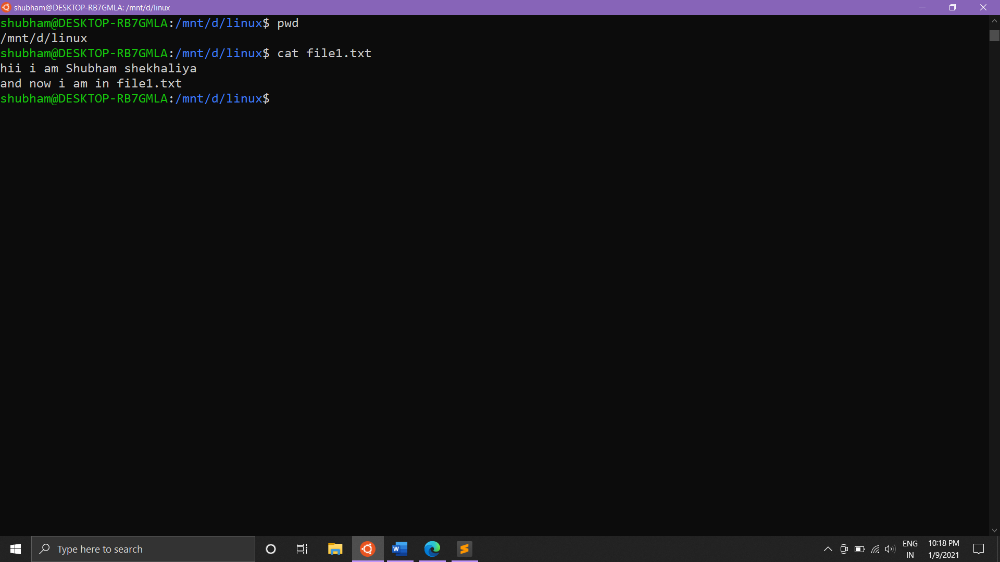 shubham@DESKTOP-RB7GMLA: /mnt/d/linux
shubham@DESKTOP-RB7GMLA:/mnt/d/linux$ pwd
/mnt/d/linux
shubham@DESKTOP-RB7GMLA:/mnt/d/linux$ cat file1.txt
hii i am Shubham shekhaliya
and now i am in file1.txt
shubham@DESKTOP-RB7GMLA:/mnt/d/linux$
Type here to search
W
ENG
IN
10:18 PM
1/9/2021